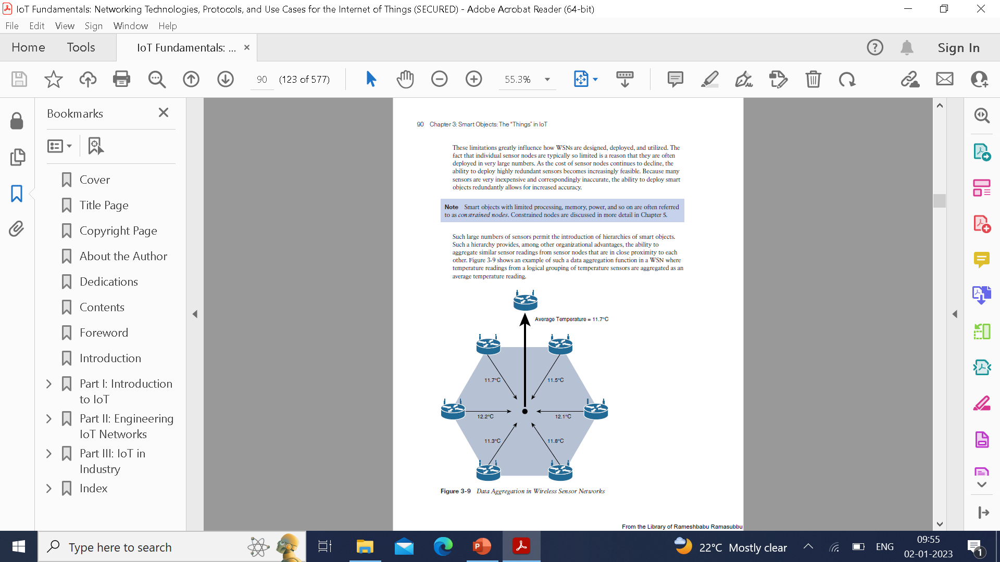 IoT Fundamentals: Networking Technologies, Protocols, and Use Cases for the Internet of Things (SECURED) - Adobe Acrobat Reader (64-bit)
File Edit View Sign Window Help
Home Tools IoT Fundamentals: ... Sign In
90 (123 of 577) 55.3%
Bookmarks
Cover
Title Page
Copyright Page
About the Author
Dedications
Contents
Foreword
Introduction
Part I: Introduction
to IoT
Part II: Engineering
IoT Networks
Part III: IoT in
Industry
Index
90 Chapter 3: Smart Objects: The “Things” in IoT
These limitations greatly influence how WSNs are designed, deployed, and utilized. The
fact that individual sensor nodes are typically so limited is a reason that they are often
deployed in very large numbers. As the cost of sensor nodes continues to decline, the
ability to deploy highly redundant sensors becomes increasingly feasible. Because many
sensors are very inexpensive and correspondingly inaccurate, the ability to deploy smart
objects redundantly allows for increased accuracy.
Note Smart objects with limited processing, memory, power, and so on are often referred
to as constrained nodes. Constrained nodes are discussed in more detail in Chapter 5.
Such large numbers of sensors permit the introduction of hierarchies of smart objects.
Such a hierarchy provides, among other organizational advantages, the ability to
aggregate similar sensor readings from sensor nodes that are in close proximity to each
other. Figure 3-9 shows an example of such a data aggregation function in a WSN where
temperature readings from a logical grouping of temperature sensors are aggregated as an
average temperature reading.
Average Temperature = 11.7°C
11.7°C 11.5°C
12.2°C 12.1°C
11.3°C 11.8°C
Figure 3-9 Data Aggregation in Wireless Sensor Networks
From the Library of Rameshbabu Ramasubbu
Type here to search
22°C Mostly clear
ENG
09:55
02-01-2023
1